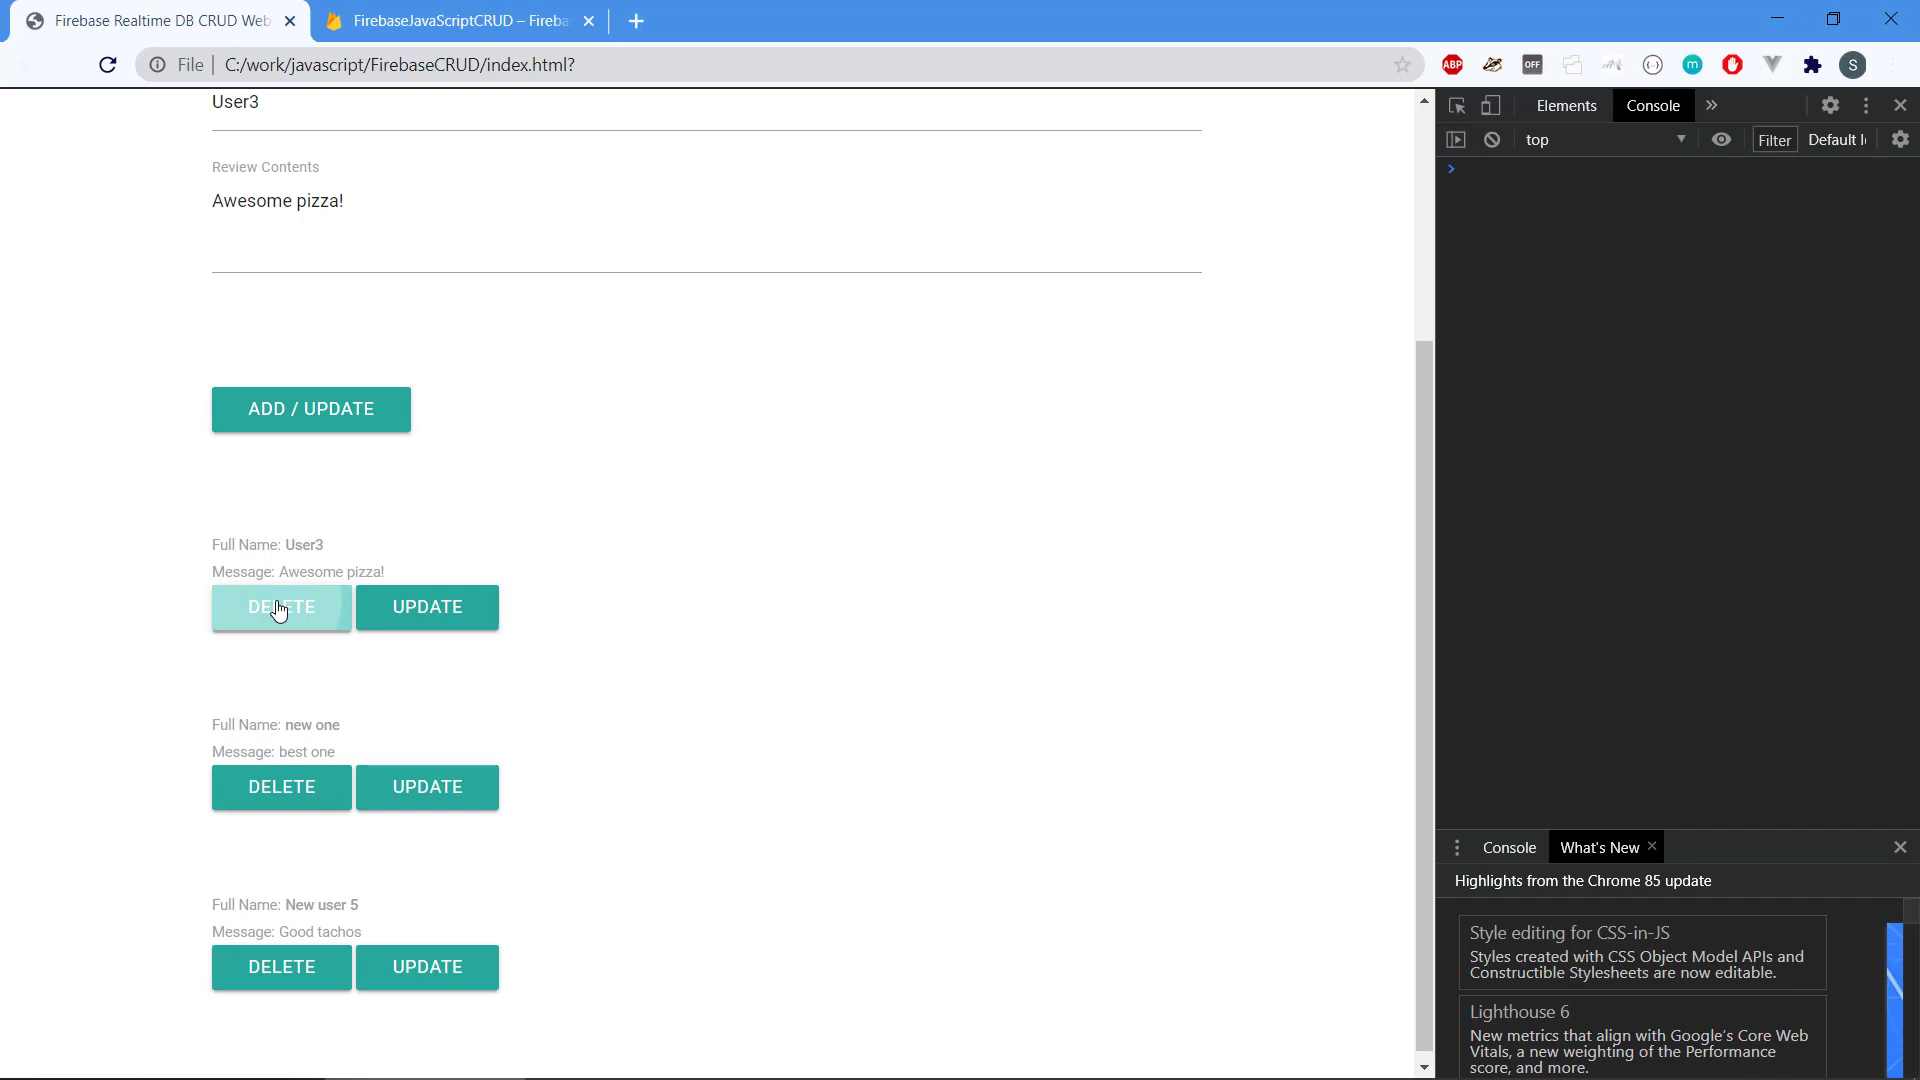 Firebase Realtime DB CRUD Web
FirebaseJavaScriptCRUD – Fireba
File
C:/work/javascript/FirebaseCRUD/index.html?
ABP
OFF
m
S
User3
Review Contents
Awesome pizza!
ADD / UPDATE
Full Name: User3
Message: Awesome pizza!
DELETE UPDATE
Full Name: new one
Message: best one
DELETE UPDATE
Full Name: New user 5
Message: Good tachos
DELETE UPDATE
Elements Console
top Filter Default l
Console What's New
Highlights from the Chrome 85 update
Style editing for CSS-in-JS
Styles created with CSS Object Model APIs and
Constructible Stylesheets are now editable.
Lighthouse 6
New metrics that align with Google's Core Web
Vitals, a new weighting of the Performance
score, and more.